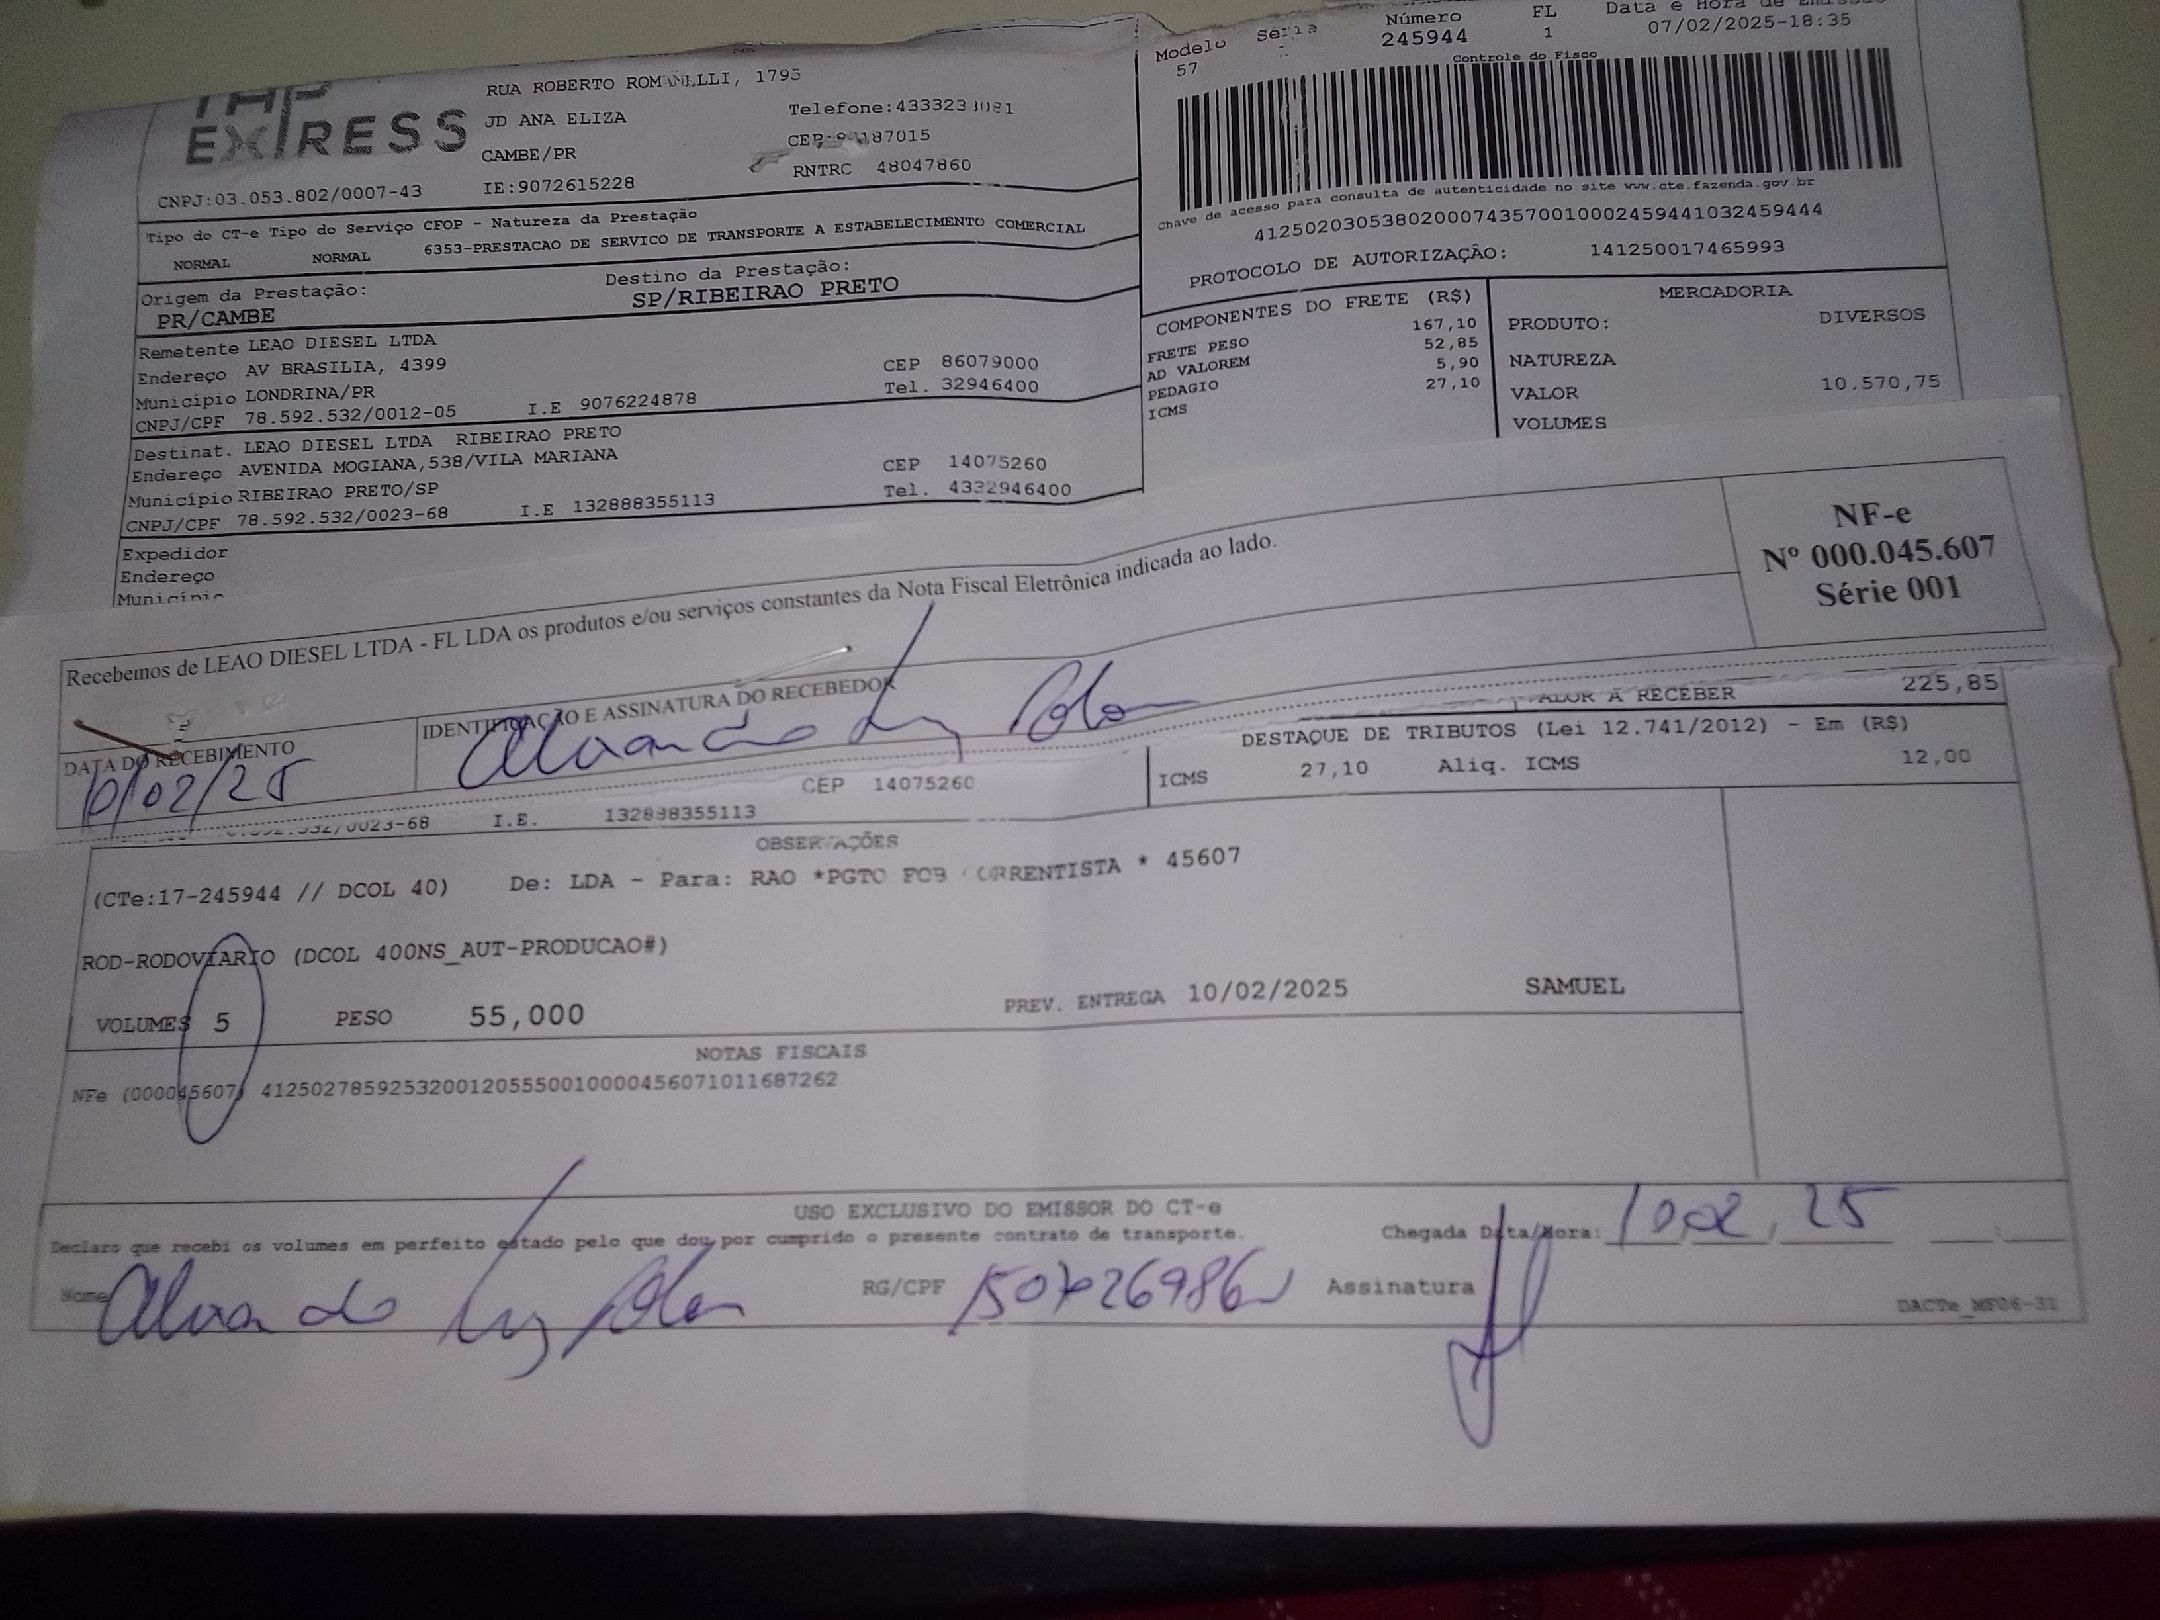 EXPRESS
CNPJ:03.053.802/0007-43
RUA ROBERTO ROMANELLLI, 1795
JD ANA ELIZA
CAMBE/PR
IE:9072615228
Telefone:
CEP:
RNTRC 48047860
Modelo
57
Série
Número
245944
FL
1
Data e Hora de Emissão
07/02/2025-18:35
Controle do Fisco
Chave de acesso para consulta de autenticidade no site www.cte.fazenda.gov.br
41250203053802000743570010002459441032459444
PROTOCOLO DE AUTORIZAÇÃO: 141250017465993
Tipo do CT-e Tipo do Serviço CFOP - Natureza da Prestação
NORMAL NORMAL 6353-PRESTACAO DE SERVICO DE TRANSPORTE A ESTABELECIMENTO COMERCIAL
Origem da Prestação: Destino da Prestação:
PR/CAMBE SP/RIBEIRAO PRETO
Remetente LEAO DIESEL LTDA
Endereço AV BRASILIA, 4399 CEP 86079000
Município LONDRINA/PR Tel. 32946400
CNPJ/CPF 78.592.532/0012-05 I.E 9076224878
Destinat. LEAO DIESEL LTDA RIBEIRAO PRETO
Endereço AVENIDA MOGIANA,538/VILA MARIANA CEP 14075260
Município RIBEIRAO PRETO/SP Tel. 4332946400
CNPJ/CPF 78.592.532/0023-68 I.E 132888355113
Expedidor
Endereço
Município
COMPONENTES DO FRETE (R$)
FRETE PESO 167,10
AD VALOREM 52,85
PEDAGIO 5,90
ICMS 27,10
MERCADORIA
PRODUTO: DIVERSOS
NATUREZA
VALOR 10.570,75
VOLUMES
Recebemos de LEAO DIESEL LTDA - FL LDA os produtos e/ou serviços constantes da Nota Fiscal Eletrônica indicada ao lado.
NF-e
Nº 000.045.607
Série 001
DATA DO RECEBIMENTO
10/02/25
IDENTIFICAÇÃO E ASSINATURA DO RECEBEDOR
VALOR A RECEBER 225,85
DESTAQUE DE TRIBUTOS (Lei 12.741/2012) - Em (R$)
ICMS 27,10 Aliq. ICMS 12,00
CEP 14075260
I.E. 132888355113
OBSERVAÇÕES
(CTe:17-245944 // DCOL 40) De: LDA - Para: RAO *PGTO FOB CORRENTISTA * 45607
ROD-RODOVIARIO (DCOL 400NS_AUT-PRODUCAO#)
VOLUMES 5 PESO 55,000 PREV. ENTREGA 10/02/2025 SAMUEL
NOTAS FISCAIS
NFe (000045607) 41250278592532001205550010000456071011687262
USO EXCLUSIVO DO EMISSOR DO CT-e
Declaro que recebi os volumes em perfeito estado pelo que dou por cumprido o presente contrato de transporte.
Chegada Data/Hora: 10,02,25
Nome
RG/CPF
Assinatura
DACTe_MF06-31